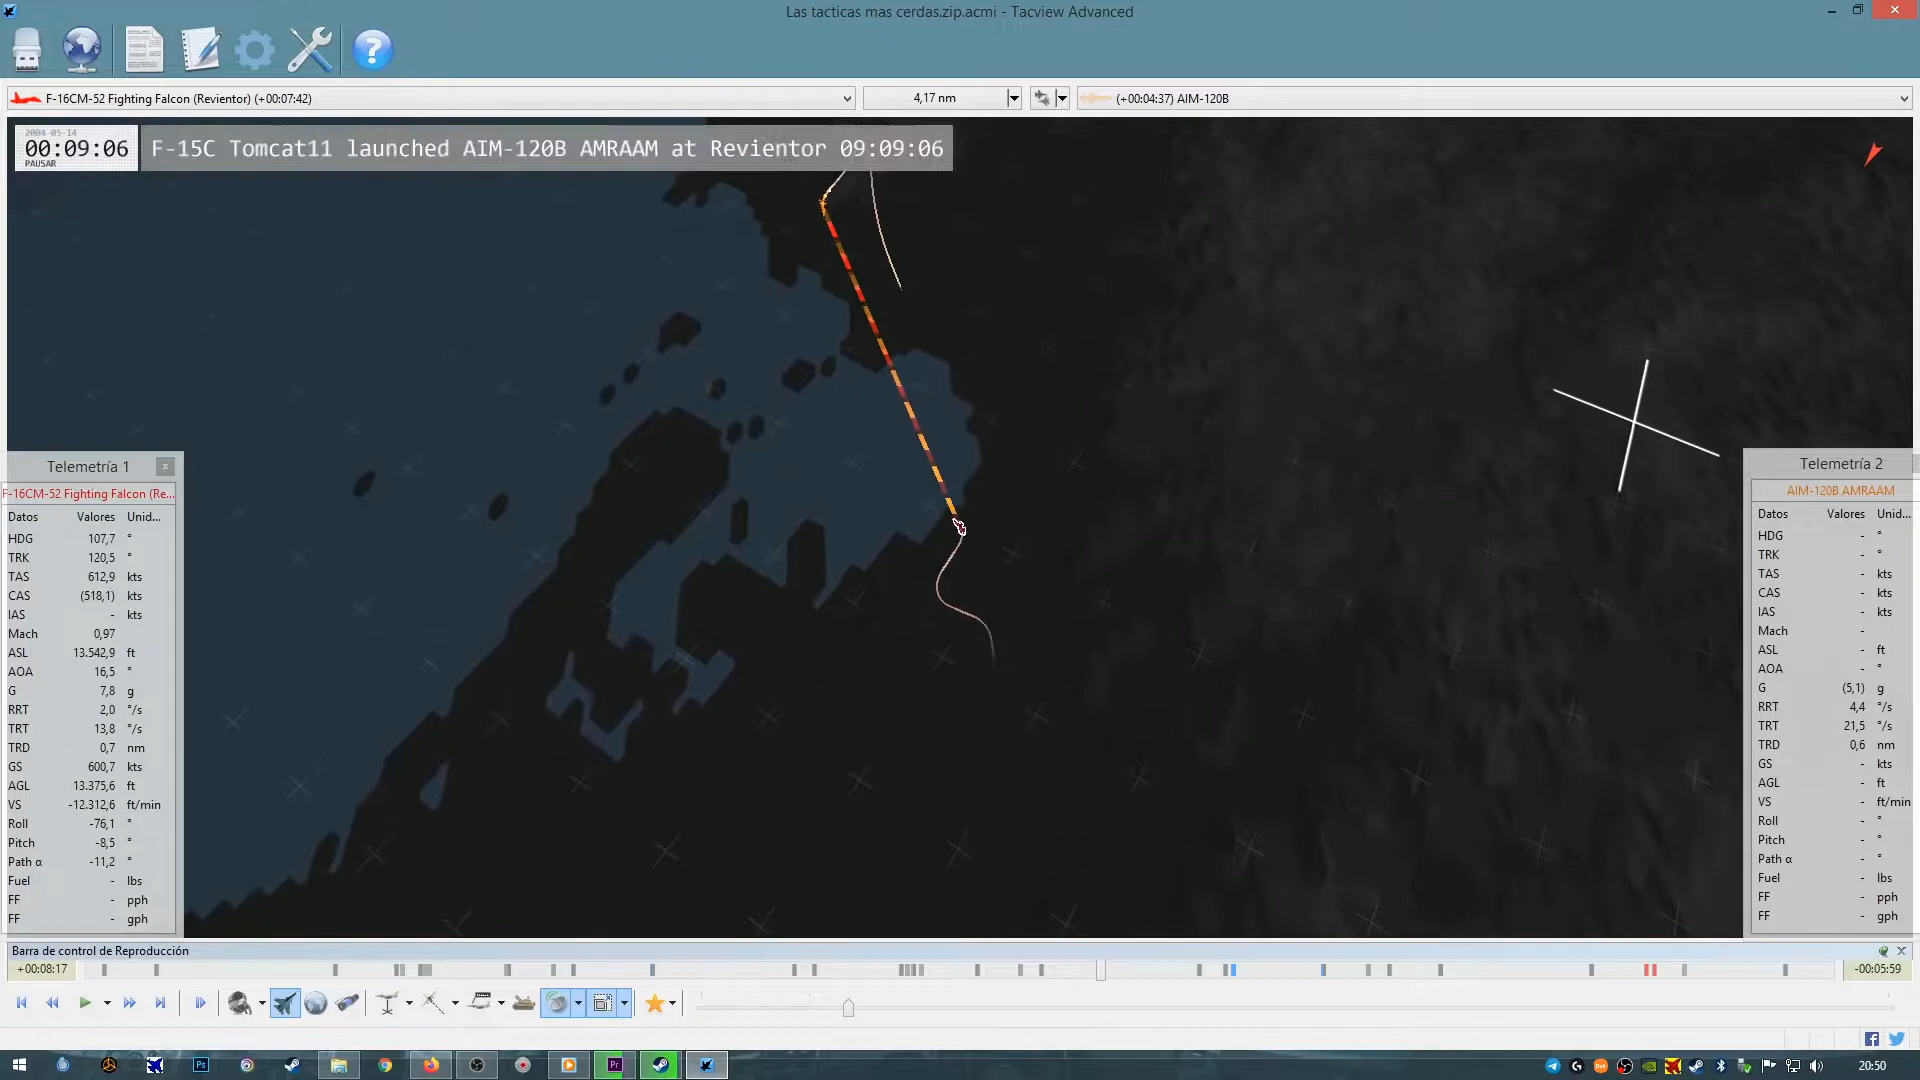 Las tacticas mas cerdas.zip.acmi - Tacview Advanced
F-16CM-52 Fighting Falcon (Revientor) (+00:07:42)
4,17 nm
(+00:04:37) AIM-120B
2004-05-14
00:09:06
PAUSAR
F-15C Tomcat11 launched AIM-120B AMRAAM at Revientor 09:09:06
Telemetría 1
F-16CM-52 Fighting Falcon (Re...
Datos Valores Unid...
HDG 107,7 °
TRK 120,5 °
TAS 612,9 kts
CAS (518,1) kts
IAS - kts
Mach 0,97
ASL 13.542,9 ft
AOA 16,5 °
G 7,8 g
RRT 2,0 °/s
TRT 13,8 °/s
TRD 0,7 nm
GS 600,7 kts
AGL 13.375,6 ft
VS -12.312,6 ft/min
Roll -76,1 °
Pitch -8,5 °
Path α -11,2 °
Fuel - lbs
FF - pph
FF - gph
Telemetría 2
AIM-120B AMRAAM
Datos Valores Unid...
HDG - °
TRK - °
TAS - kts
CAS - kts
IAS - kts
Mach -
ASL - ft
AOA - °
G (5,1) g
RRT 4,4 °/s
TRT 21,5 °/s
TRD 0,6 nm
GS - kts
AGL - ft
VS - ft/min
Roll - °
Pitch - °
Path α - °
Fuel - lbs
FF - pph
FF - gph
Barra de control de Reproducción
+00:08:17
-00:05:59
Ps
Pr
20:50